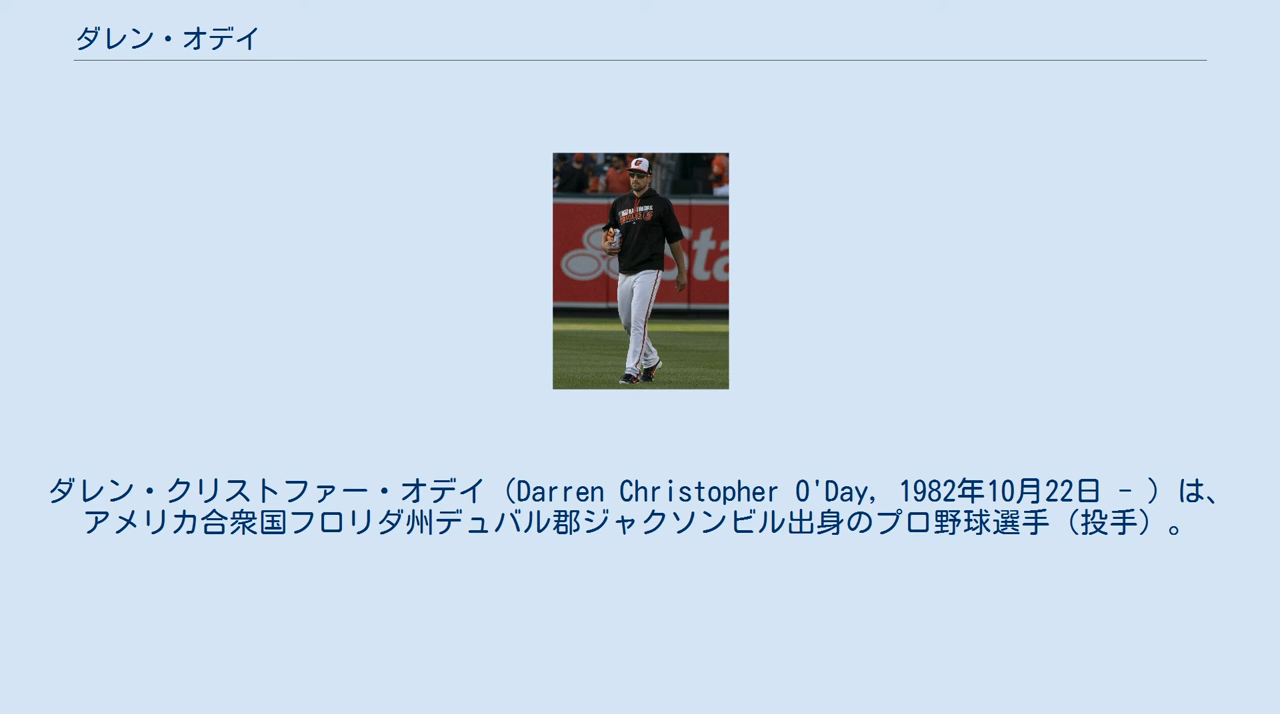 ダレン・オデイ
Sta
ダレン・クリストファー・オデイ（Darren Christopher O'Day, 1982年10月22日 - ）は、
アメリカ合衆国フロリダ州デュバル郡ジャクソンビル出身のプロ野球選手（投手）。